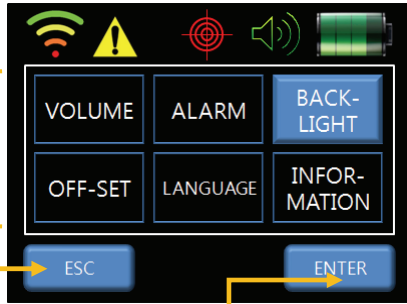 VOLUME ALARM BACK-
LIGHT
OFF-SET LANGUAGE INFOR-
MATION
ESC ENTER